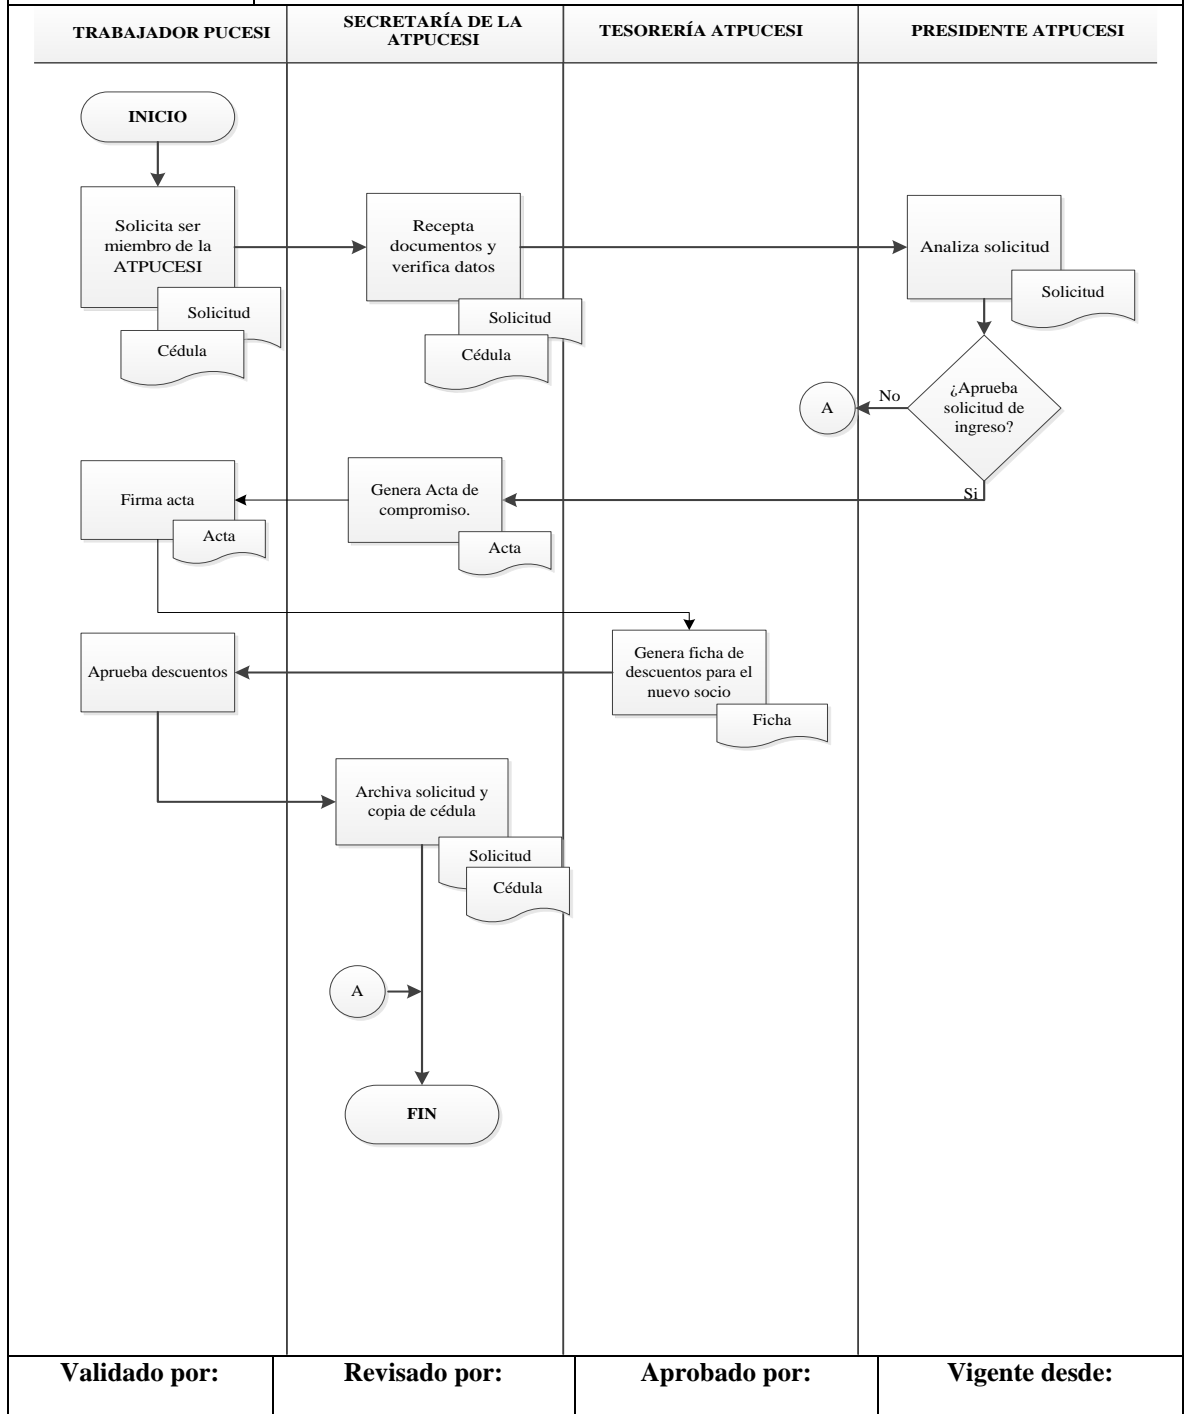 TRABAJADOR PUCESI
SECRETARÍA DE LA
ATPUCESI
TESORERÍA ATPUCESI
PRESIDENTE ATPUCESI
INICIO
Solicita ser
miembro de la
ATPUCESI
Solicitud
Cédula
Recepta
documentos y
verifica datos
Solicitud
Cédula
Analiza solicitud
Solicitud
¿Aprueba
solicitud de
ingreso?
No
A
Si
Genera Acta de
compromiso.
Acta
Firma acta
Acta
Genera ficha de
descuentos para el
nuevo socio
Ficha
Aprueba descuentos
Archiva solicitud y
copia de cédula
Solicitud
Cédula
A
FIN
Validado por:
Revisado por:
Aprobado por:
Vigente desde: